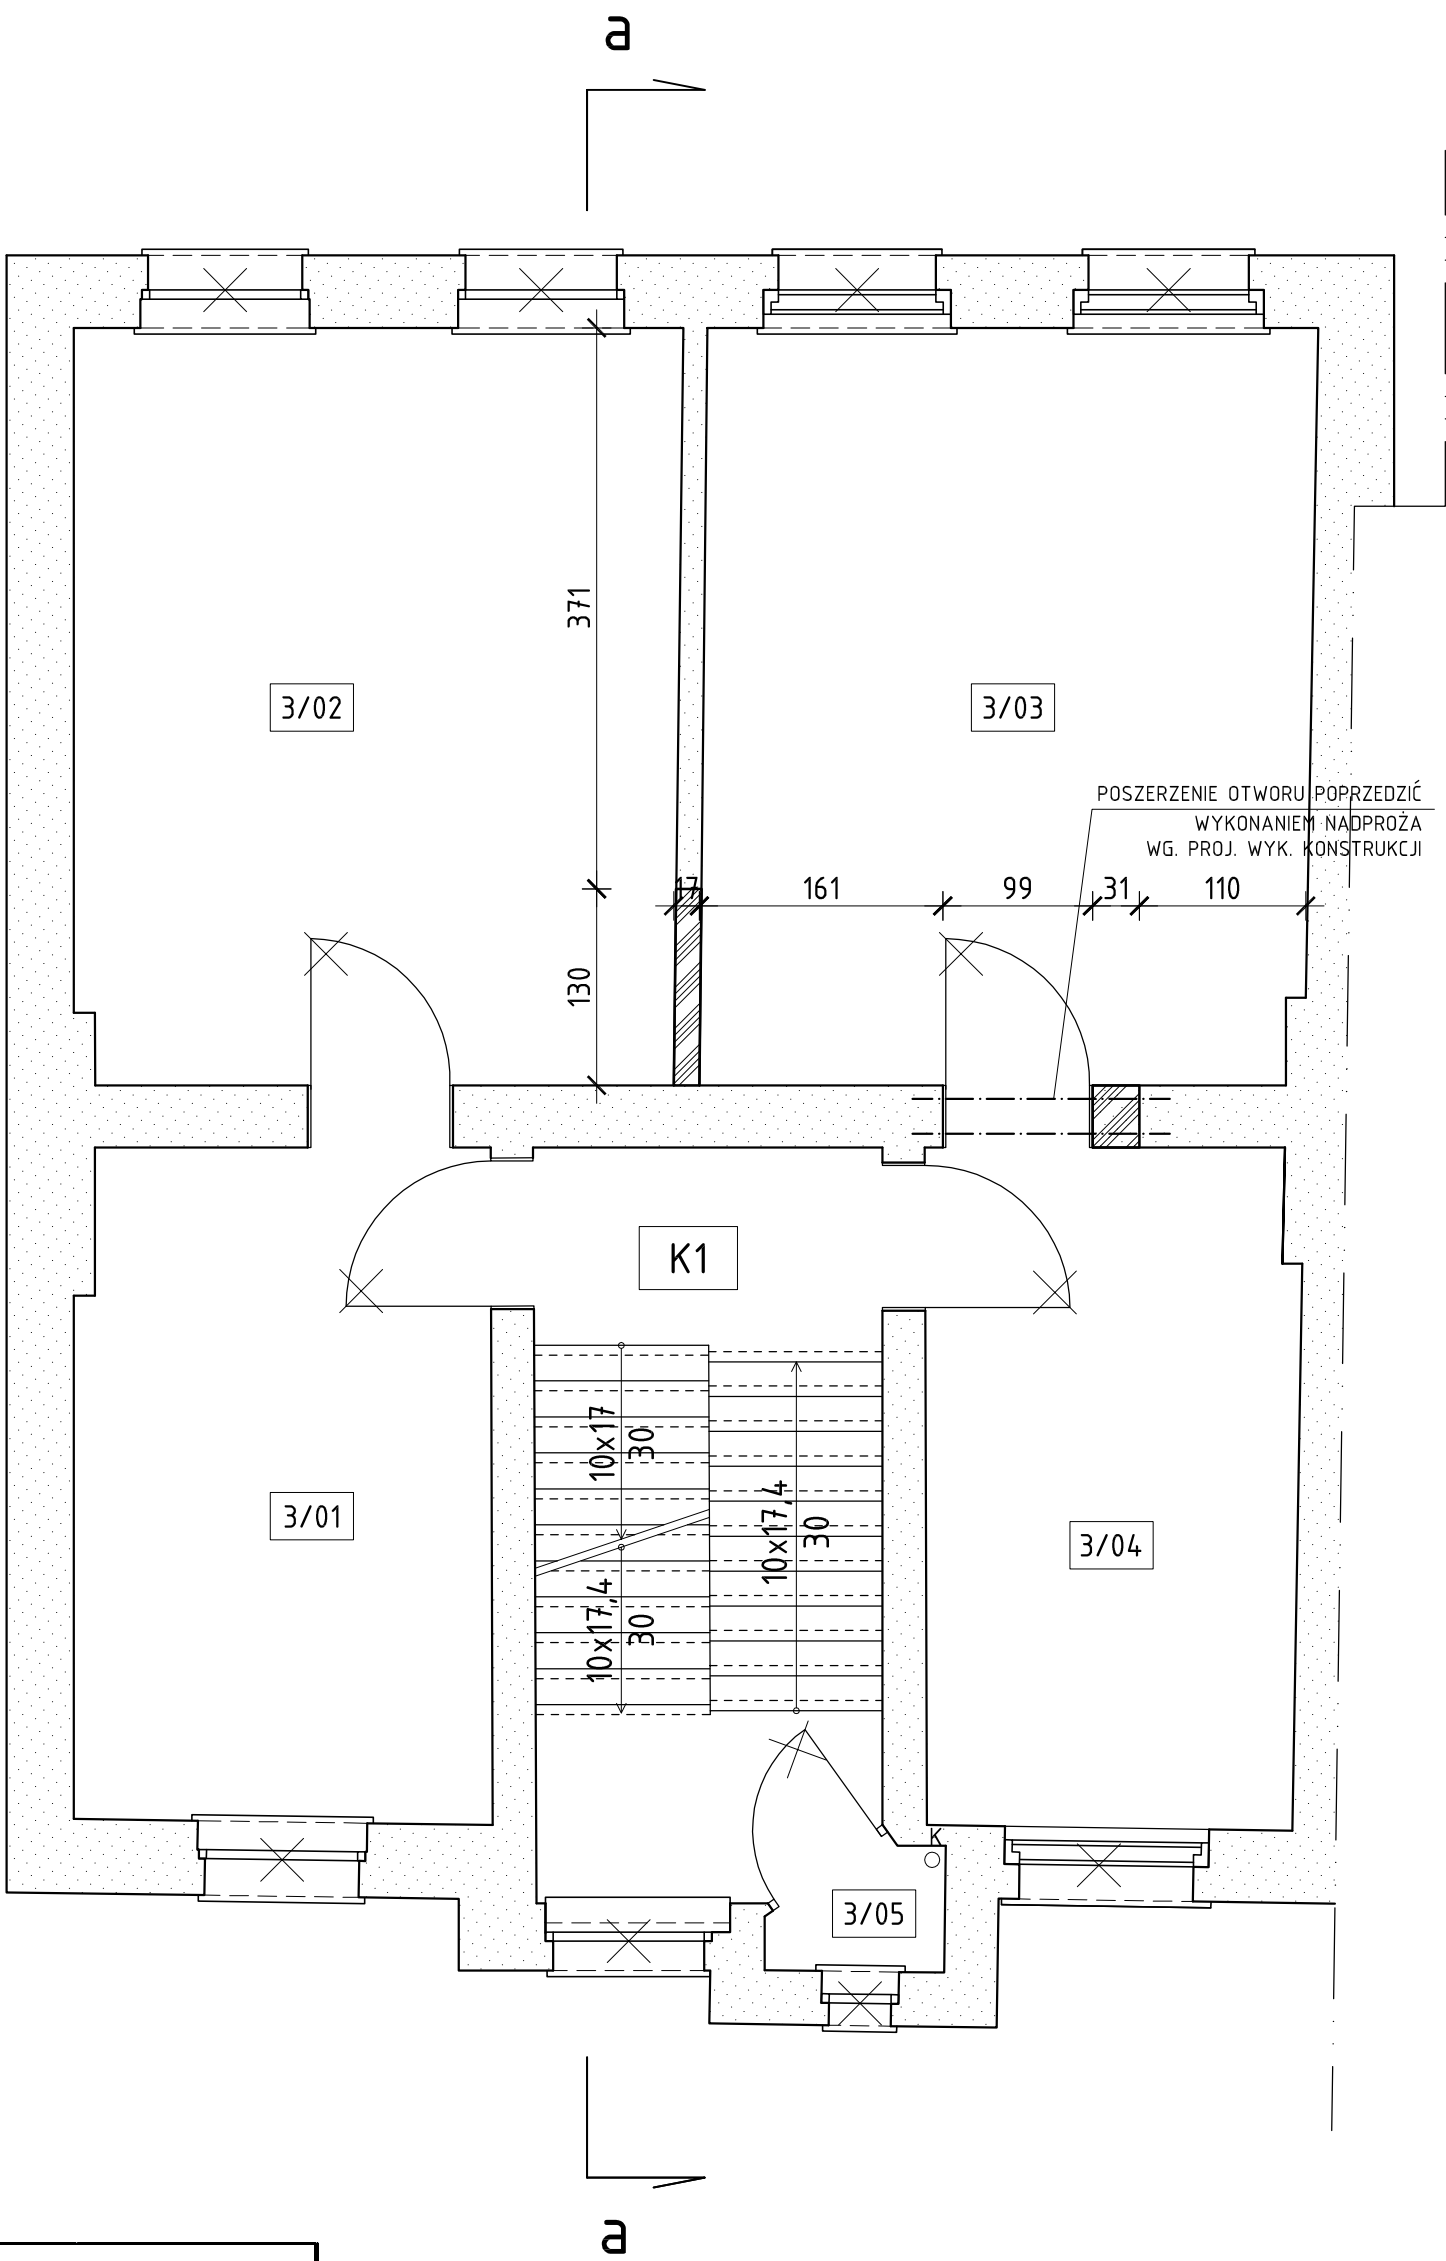 a
371
3/02
3/03
POSZERZENIE OTWORU POPRZEDZIĆ
WYKONANIEM NADPROŻA
WG. PROJ. WYK. KONSTRUKCJI
17
161
99
31
110
130
K1
10x17
30
10x17,4
30
3/01
3/04
10x17,4
30
K
3/05
a